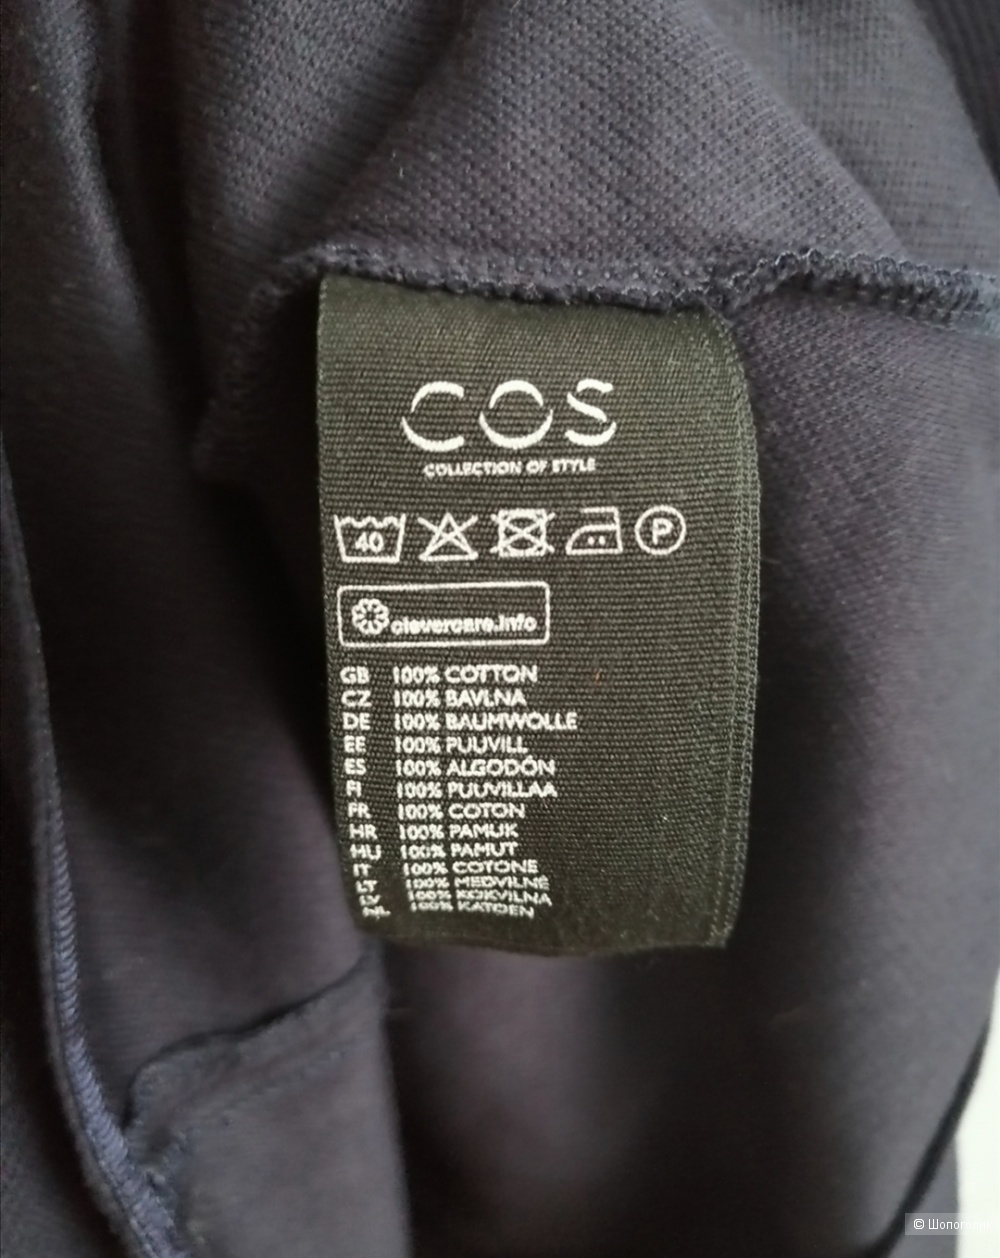 COS
COLLECTION OF STYLE
40 P
clevercare.info
GB 100% COTTON
CZ 100% BAVLNA
DE 100% BAUMWOLLE
EE 100% PUUVILL
ES 100% ALGODÓN
FI 100% PUUVILLAA
FR 100% COTON
HR 100% PAMUK
HU 100% PAMUT
IT 100% COTONE
LT 100% MEDVILNĖ
LV 100% KOKVILNA
NL 100% KATOEN
© Шопоголик